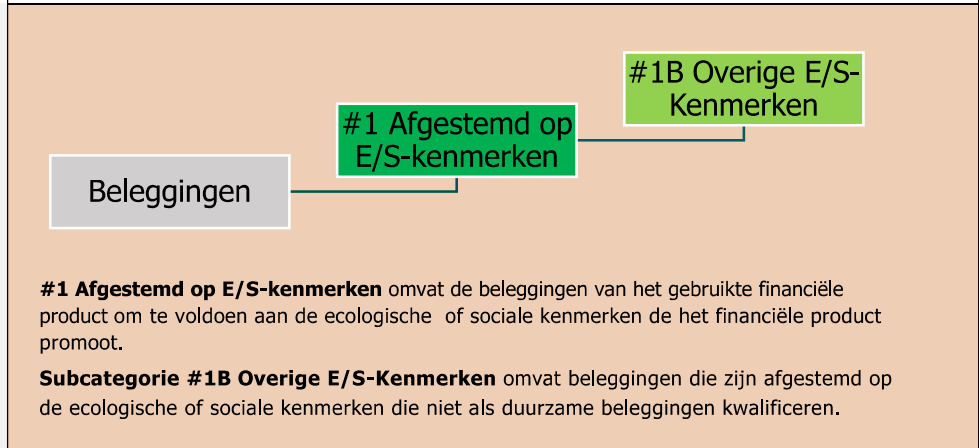 #1B Overige E/S-
Kenmerken
#1 Afgestemd op
E/S-kenmerken
Beleggingen
#1 Afgestemd op E/S-kenmerken omvat de beleggingen van het gebruikte financiële
product om te voldoen aan de ecologische of sociale kenmerken de het financiële product
promoot.
Subcategorie #1B Overige E/S-Kenmerken omvat beleggingen die zijn afgestemd op
de ecologische of sociale kenmerken die niet als duurzame beleggingen kwalificeren.